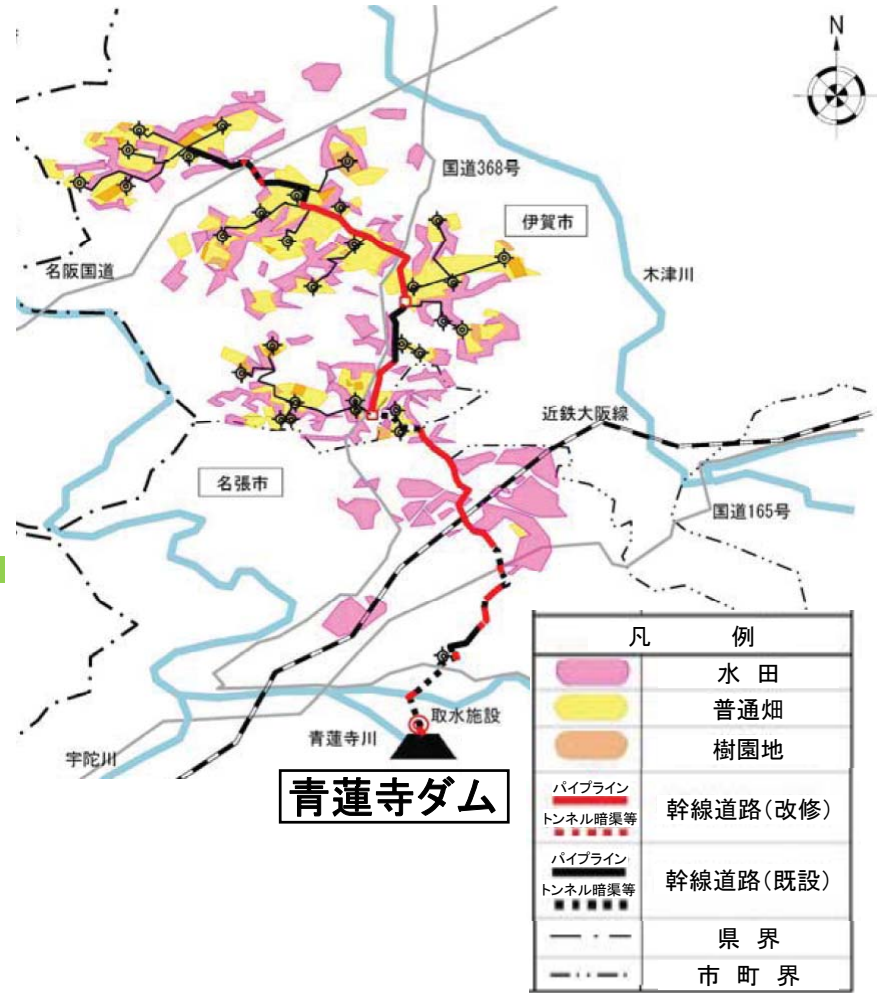 N
国道368号
伊賀市
名阪国道
木津川
近鉄大阪線
名張市
国道165号
取水施設
青蓮寺川
宇陀川
青蓮寺ダム
凡 例
水 田
普通畑
樹園地
パイプライン
トンネル暗渠等
幹線道路(改修)
パイプライン
トンネル暗渠等
幹線道路(既設)
県 界
市 町 界